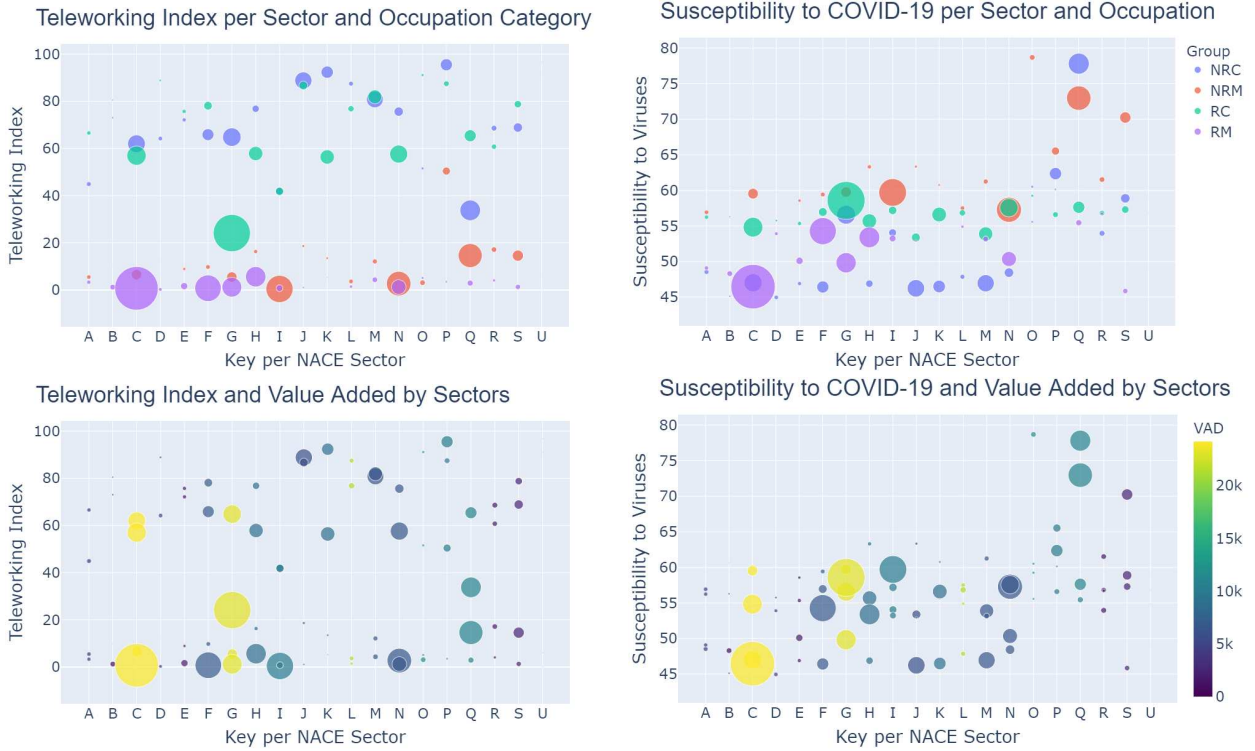 Teleworking Index per Sector and Occupation Category
100
80
60
40
20
0
Teleworking Index
A B C D E F G H I J K L M N O P Q R S U
Key per NACE Sector
Susceptibility to COVID-19 per Sector and Occupation
80
75
70
65
60
55
50
45
Susceptibility to Viruses
A B C D E F G H I J K L M N O P Q R S U
Key per NACE Sector
Group
NRC
NRM
RC
RM
Teleworking Index and Value Added by Sectors
100
80
60
40
20
0
Teleworking Index
A B C D E F G H I J K L M N O P Q R S U
Key per NACE Sector
Susceptibility to COVID-19 and Value Added by Sectors
80
75
70
65
60
55
50
45
Susceptibility to Viruses
A B C D E F G H I J K L M N O P Q R S U
Key per NACE Sector
VAD
20k
15k
10k
5k
0